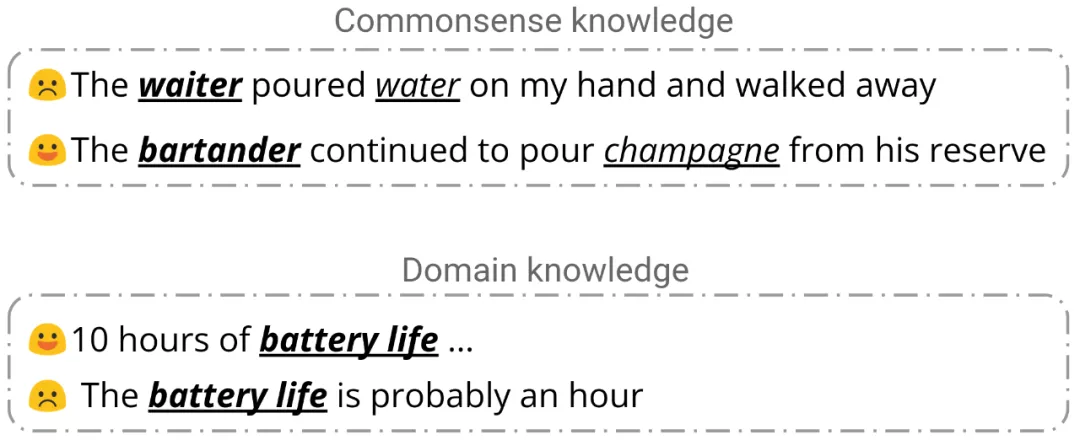 Commonsense knowledge
The waiter poured water on my hand and walked away
The bartander continued to pour champagne from his reserve
Domain knowledge
10 hours of battery life ...
The battery life is probably an hour